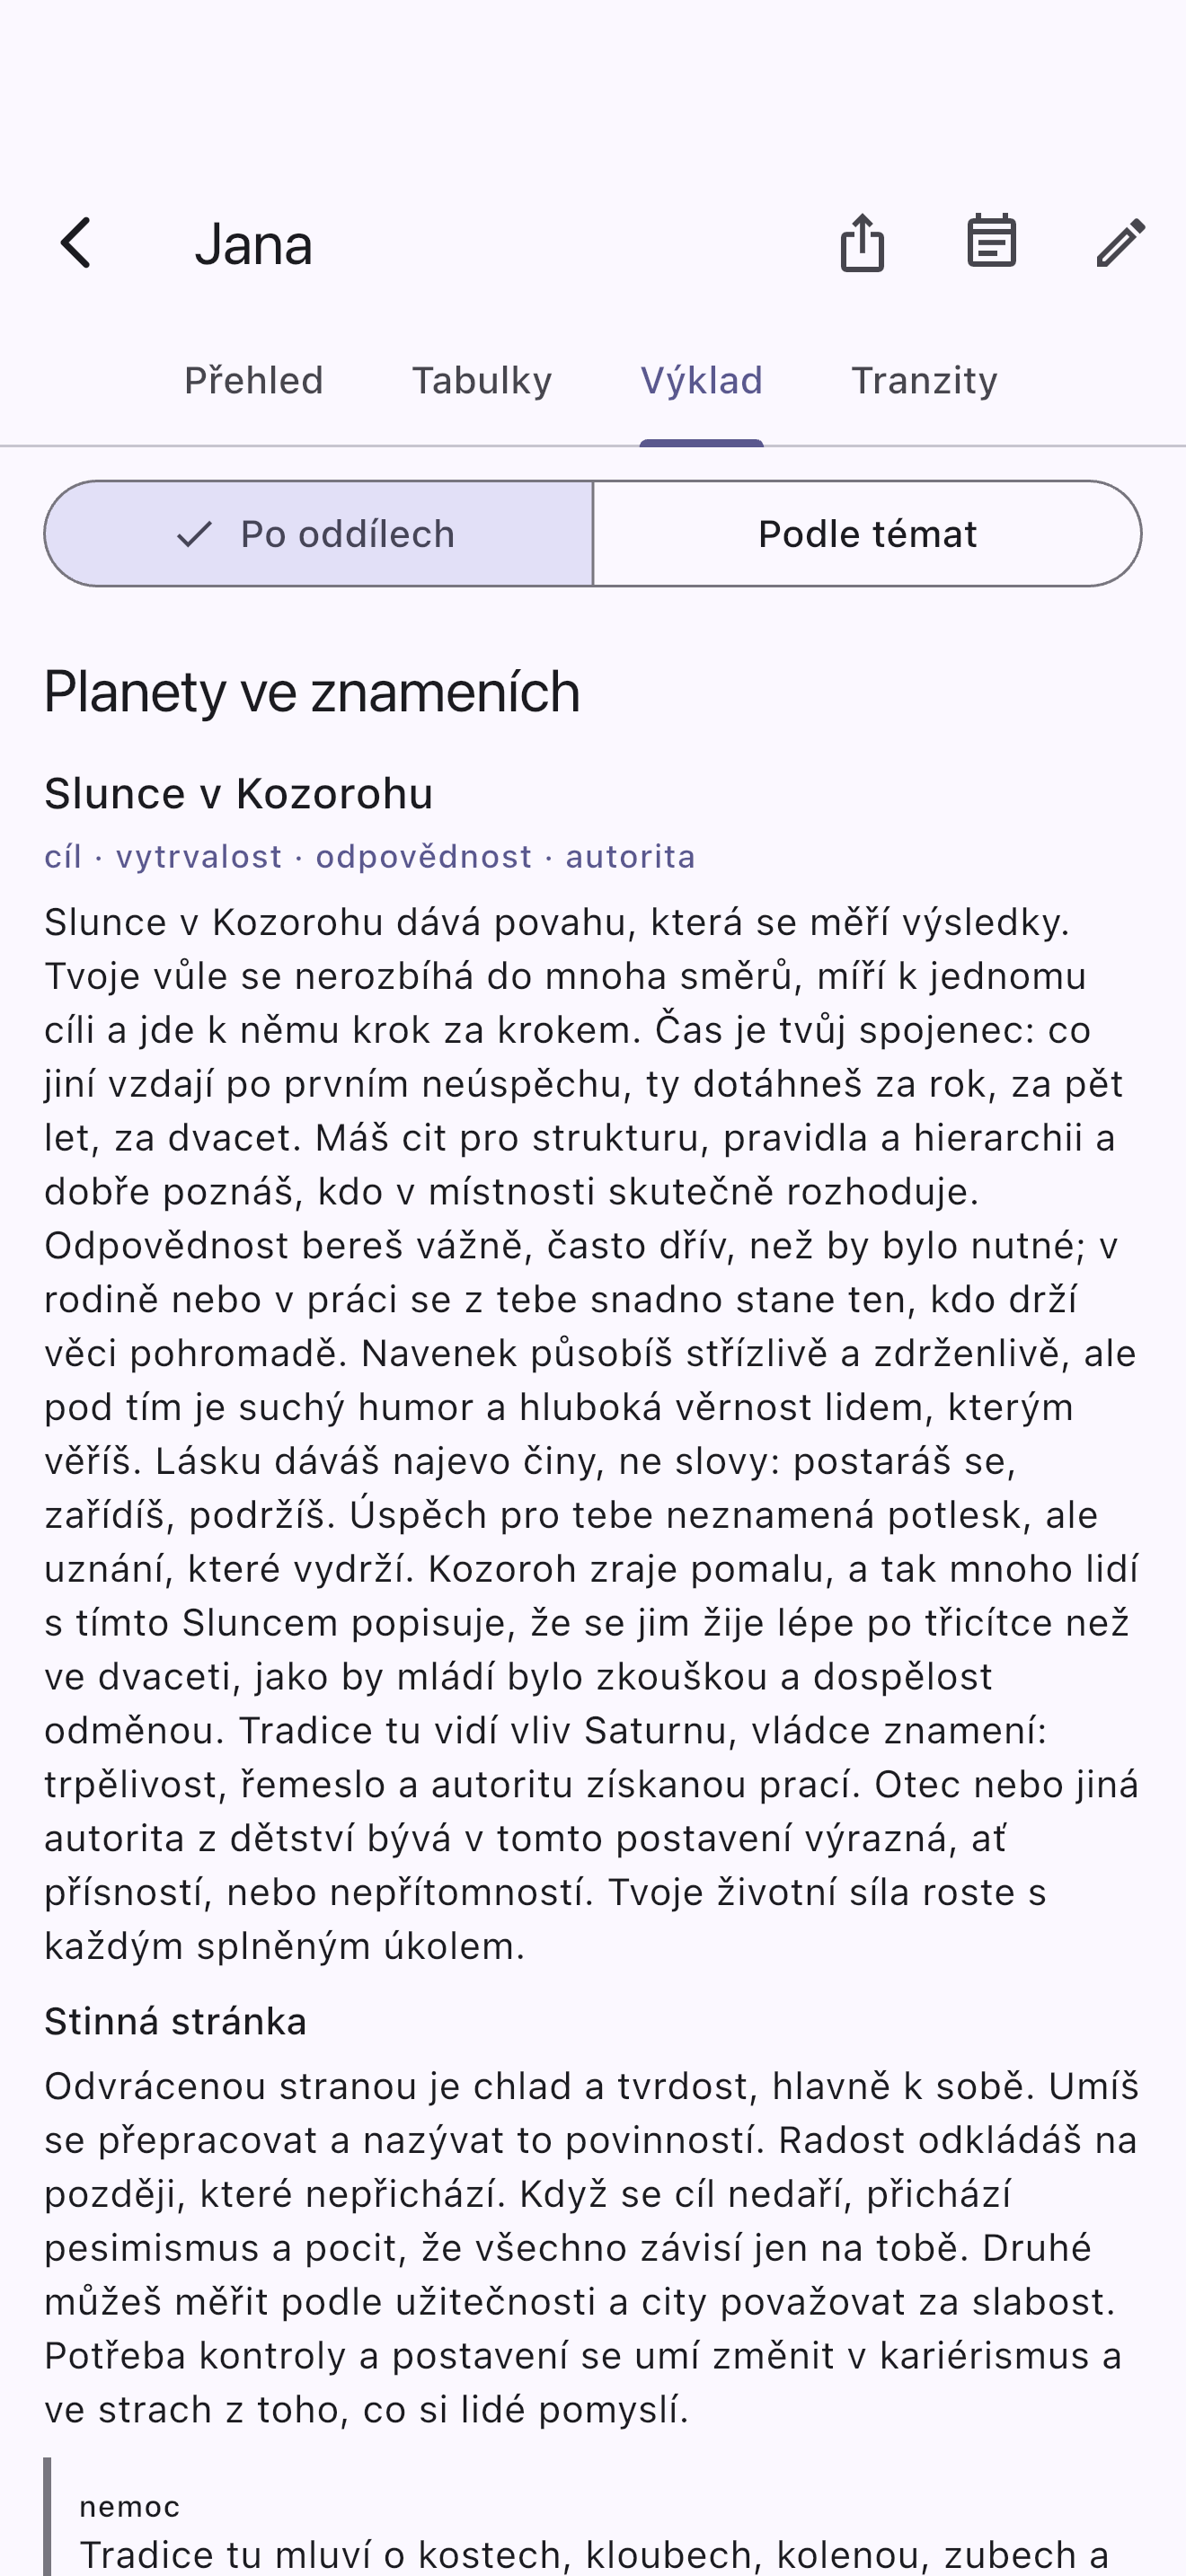 Jana
Přehled
Tabulky
Výklad
Tranzity
Po oddílech
Podle témat
Planety ve znameních
Slunce v Kozorohu
cíl · vytrvalost · odpovědnost · autorita
Slunce v Kozorohu dává povahu, která se měří výsledky.
Tvoje vůle se nerozbíhá do mnoha směrů, míří k jednomu
cíli a jde k němu krok za krokem. Čas je tvůj spojenec: co
jiní vzdají po prvním neúspěchu, ty dotáhneš za rok, za pět
let, za dvacet. Máš cit pro strukturu, pravidla a hierarchii a
dobře poznáš, kdo v místnosti skutečně rozhoduje.
Odpovědnost bereš vážně, často dřív, než by bylo nutné; v
rodině nebo v práci se z tebe snadno stane ten, kdo drží
věci pohromadě. Navenek působíš střízlivě a zdrženlivě, ale
pod tím je suchý humor a hluboká věrnost lidem, kterým
věříš. Lásku dáváš najevo činy, ne slovy: postaráš se,
zařídíš, podržíš. Úspěch pro tebe neznamená potlesk, ale
uznání, které vydrží. Kozoroh zraje pomalu, a tak mnoho lidí
s tímto Sluncem popisuje, že se jim žije lépe po třicítce než
ve dvaceti, jako by mládí bylo zkouškou a dospělost
odměnou. Tradice tu vidí vliv Saturnu, vládce znamení:
trpělivost, řemeslo a autoritu získanou prací. Otec nebo jiná
autorita z dětství bývá v tomto postavení výrazná, ať
přísností, nebo nepřítomností. Tvoje životní síla roste s
každým splněným úkolem.
Stinná stránka
Odvrácenou stranou je chlad a tvrdost, hlavně k sobě. Umíš
se přepracovat a nazývat to povinností. Radost odkládáš na
později, které nepřichází. Když se cíl nedaří, přichází
pesimismus a pocit, že všechno závisí jen na tobě. Druhé
můžeš měřit podle užitečnosti a city považovat za slabost.
Potřeba kontroly a postavení se umí změnit v kariérismus a
ve strach z toho, co si lidé pomyslí.
nemoc
Tradice tu mluví o kostech, kloubech, kolenou, zubech a